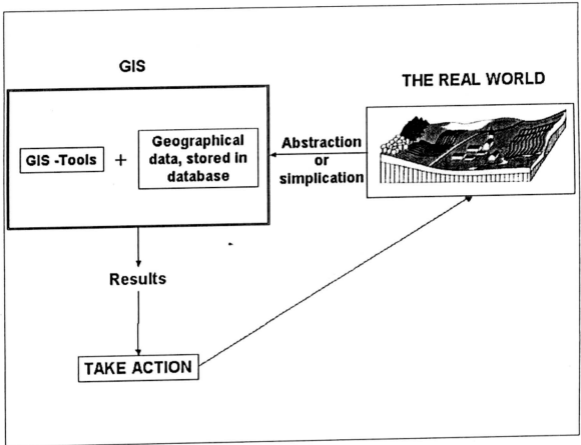 GIS
THE REAL WORLD
GIS -Tools
+
Geographical
data, stored in
database
Abstraction
or
simplication
Results
TAKE ACTION